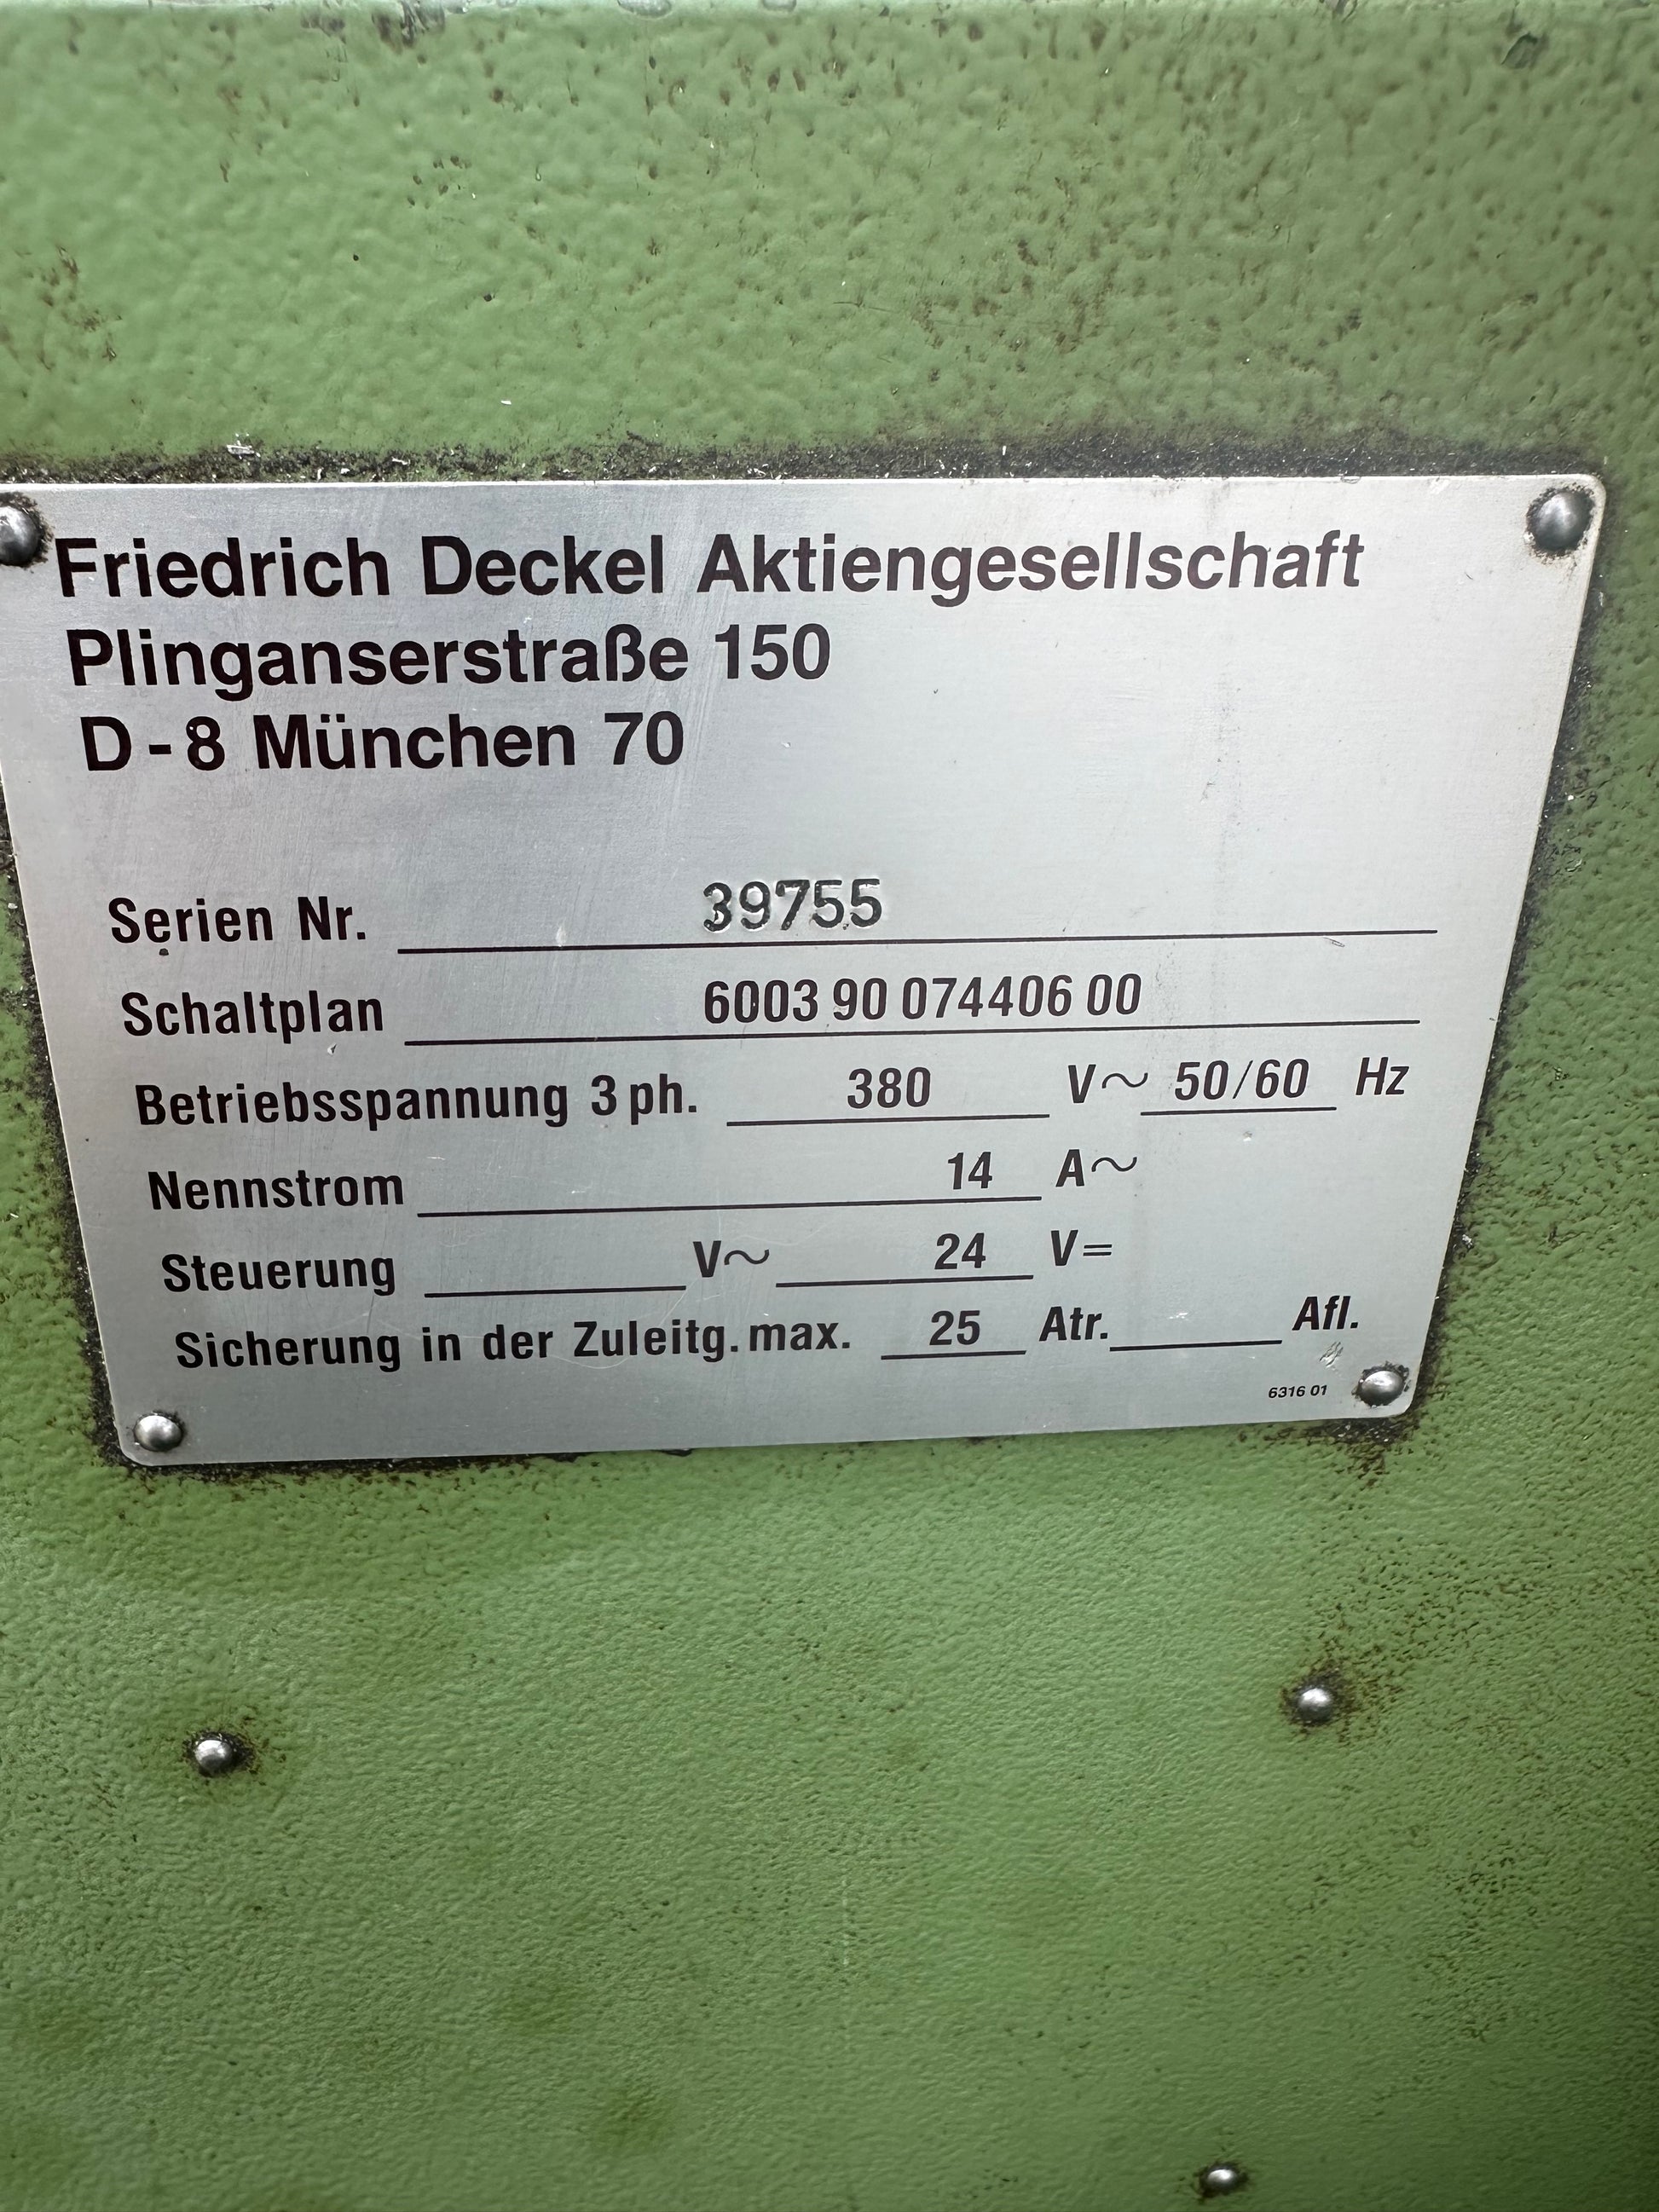 Friedrich Deckel Aktiengesellschaft
Plinganserstraße 150
D-8 München 70
Serien Nr. 39755
Schaltplan 6003 90 074406 00
Betriebsspannung 3 ph. 380 V~ 50/60 Hz
Nennstrom 14 A~
Steuerung V~ 24 V=
Sicherung in der Zuleitg. max. 25 Atr. Afl.
6316 01